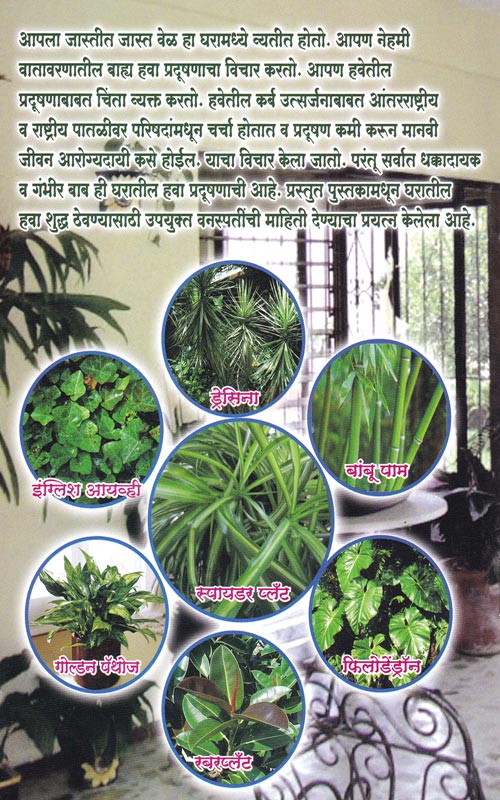 आपला जास्तीत जास्त वेळ हा घरामध्ये व्यतीत होतो. आपण नेहमी
वातावरणातील बाह्य हवा प्रदूषणाचा विचार करतो. आपण हवेतील
प्रदूषणाबाबत चिंता व्यक्त करतो. हवेतील कर्ब उत्सर्जनाबाबत आंतरराष्ट्रीय
व राष्ट्रीय पातळीवर परिषदांमधून चर्चा होतात व प्रदूषण कमी करून मानवी
जीवन आरोग्यदायी कसे होईल. याचा विचार केला जातो. परंतू सर्वात धक्कादायक
व गंभीर बाब ही घरातील हवा प्रदूषणाची आहे. प्रस्तुत पुस्तकामधून घरातील
हवा शुद्ध ठेवण्यासाठी उपयुक्त वनस्पतींची माहिती देण्याचा प्रयत्न केलेला आहे.
ड्रेसिना
बांबू पाम
इंग्लिश आयव्ही
स्पायडर प्लँट
गोल्डन पॅथोज
फिलोडेंड्रॉन
रबरप्लँट